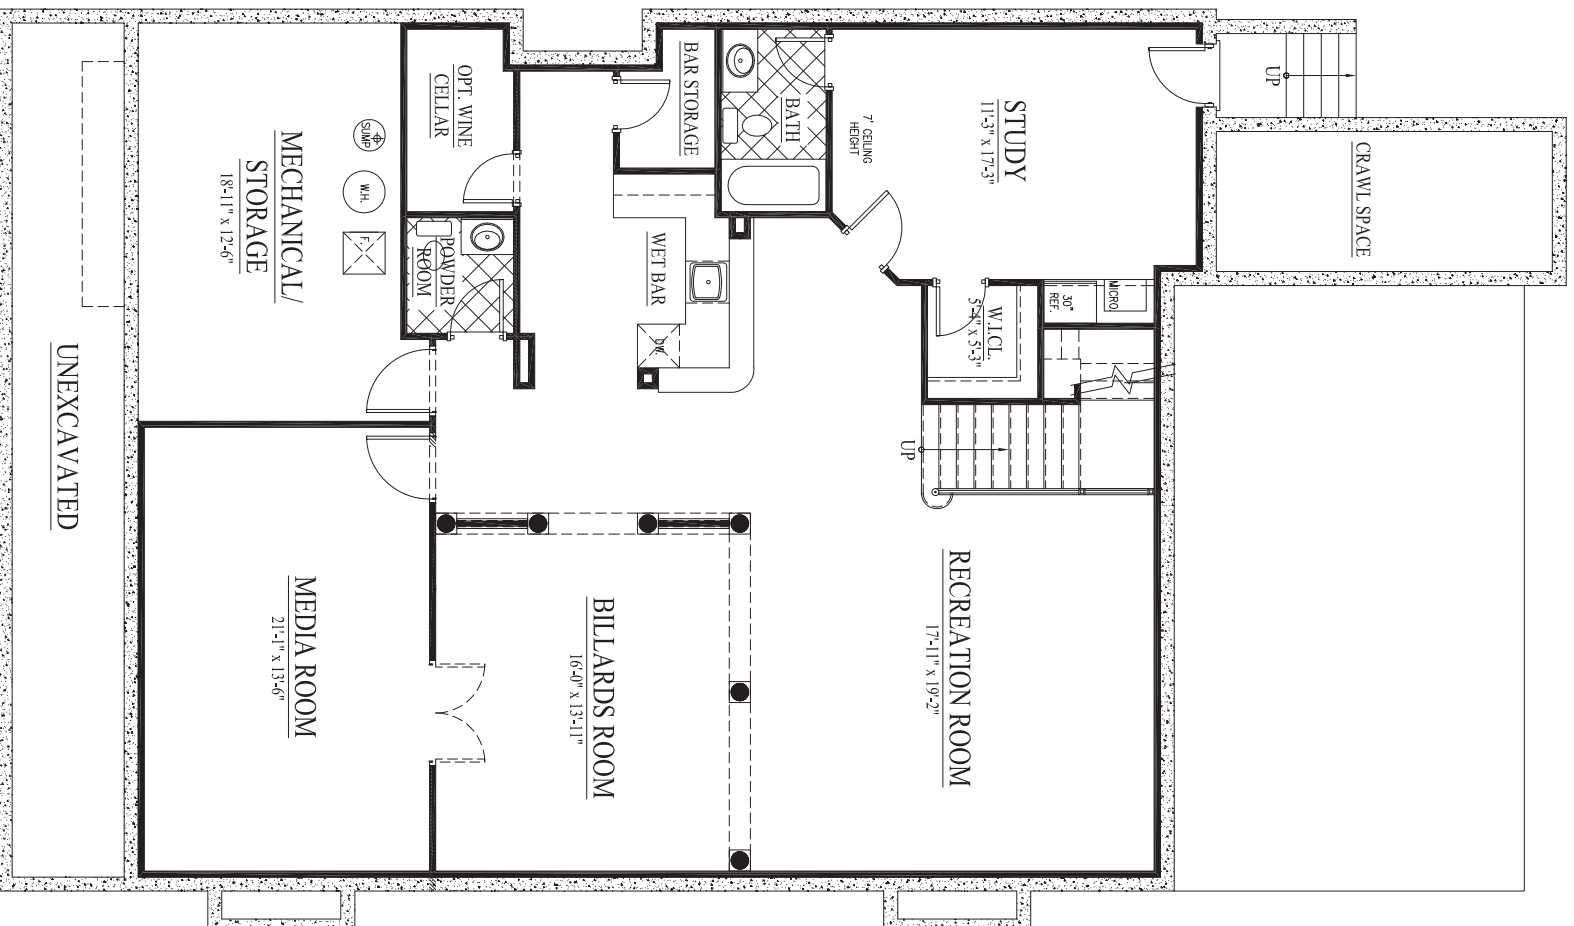 UNEXCAVATED
MECHANICAL/
STORAGE
18'-11" x 12'-6"
SUMP
W.H.
F.
OPT. WINE
CELLAR
POWDER
ROOM
BAR STORAGE
WET BAR
DW.
BATH
7' CEILING
HEIGHT
STUDY
11'-3" x 17'-3"
UP
CRAWL SPACE
MICRO.
30"
REF.
W.I.CL.
5'-4" x 5'-3"
UP
RECREATION ROOM
17'-11" x 19'-2"
BILLARDS ROOM
16'-0" x 13'-11"
MEDIA ROOM
21'-1" x 13'-6"